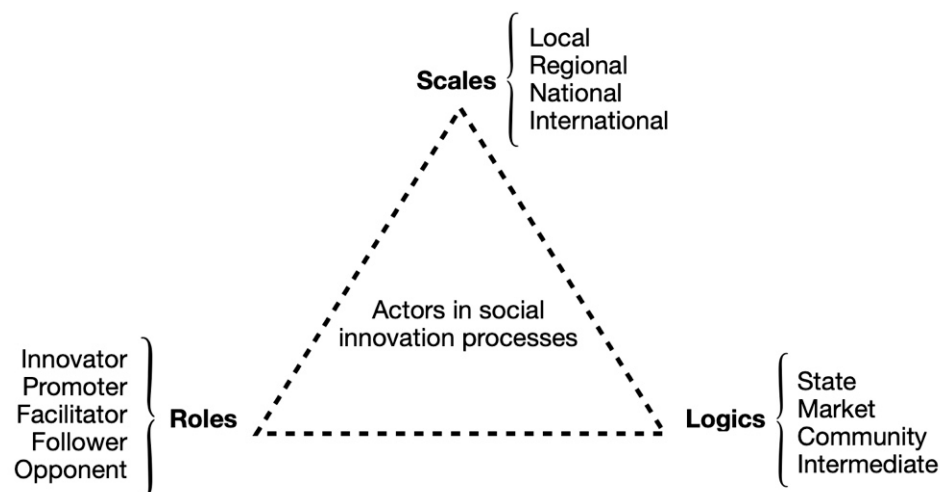 Scales
Local
Regional
National
International
Actors in social
innovation processes
Innovator
Promoter
Facilitator
Follower
Opponent
Roles
Logics
State
Market
Community
Intermediate